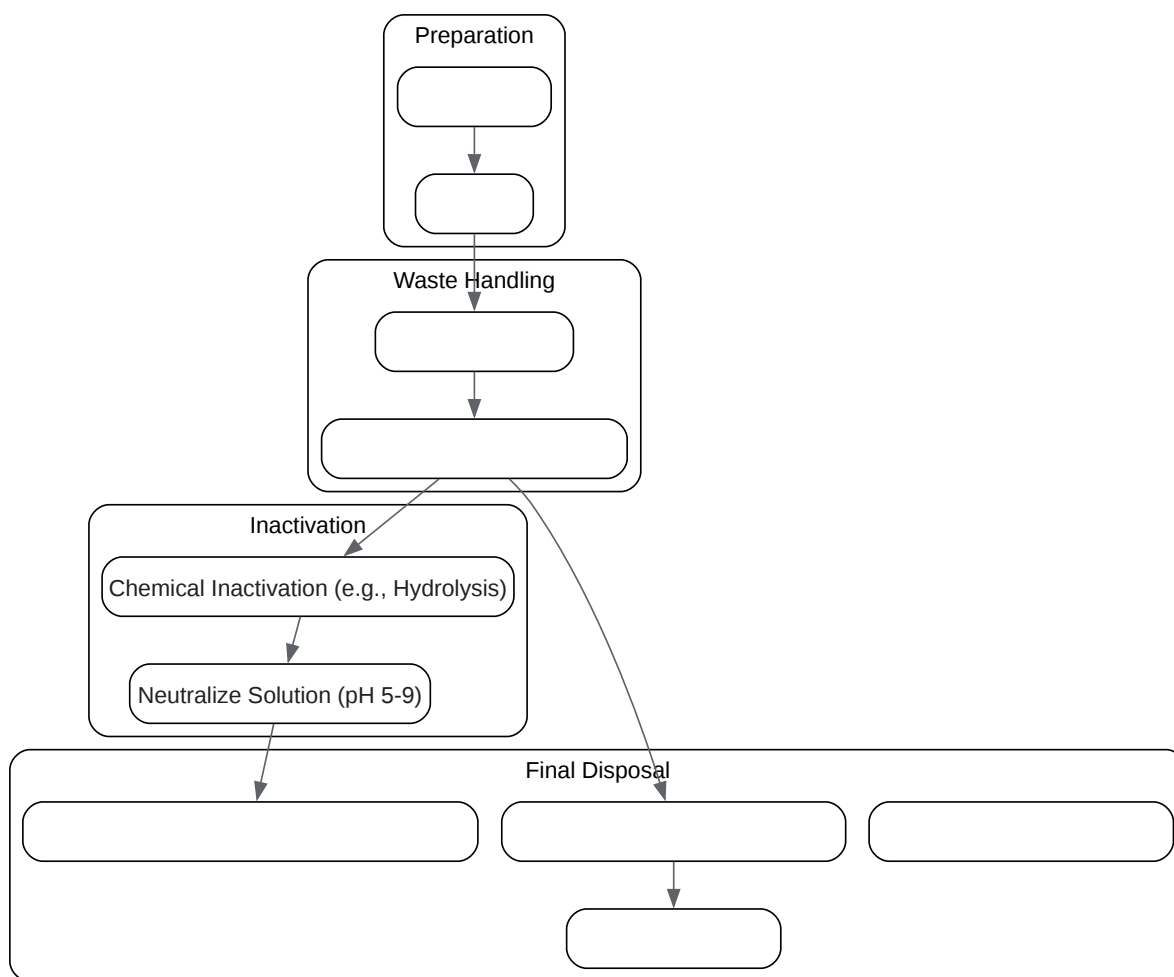 Preparation
Waste Handling
Inactivation
Chemical Inactivation (e.g., Hydrolysis)
Neutralize Solution (pH 5-9)
Final Disposal